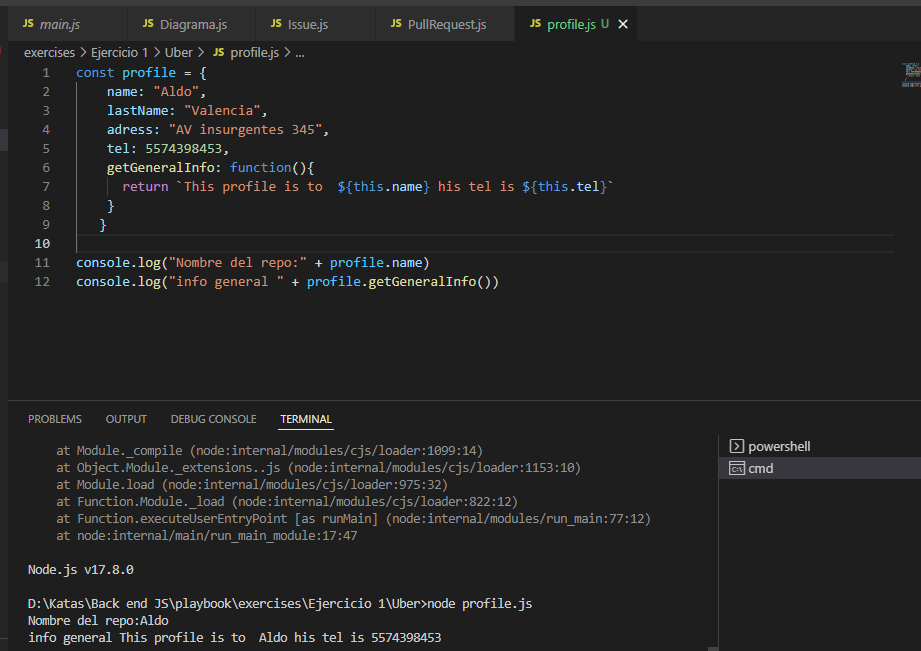 JS main.js JS Diagrama.js JS Issue.js JS PullRequest.js JS profile.js U ×
exercises > Ejercicio 1 > Uber > JS profile.js > ...
1 const profile = {
2 name: "Aldo",
3 lastName: "Valencia",
4 adress: "AV insurgentes 345",
5 tel: 5574398453,
6 getGeneralInfo: function(){
7 return `This profile is to  ${this.name} his tel is ${this.tel}`
8 }
9 }
10
11 console.log("Nombre del repo:" + profile.name)
12 console.log("info general " + profile.getGeneralInfo())
PROBLEMS OUTPUT DEBUG CONSOLE TERMINAL
powershell
cmd
at Module._compile (node:internal/modules/cjs/loader:1099:14)
at Object.Module._extensions..js (node:internal/modules/cjs/loader:1153:10)
at Module.load (node:internal/modules/cjs/loader:975:32)
at Function.Module._load (node:internal/modules/cjs/loader:822:12)
at Function.executeUserEntryPoint [as runMain] (node:internal/modules/run_main:77:12)
at node:internal/main/run_main_module:17:47
Node.js v17.8.0
D:\Katas\Back end JS\playbook\exercises\Ejercicio 1\Uber>node profile.js
Nombre del repo:Aldo
info general This profile is to  Aldo his tel is 5574398453